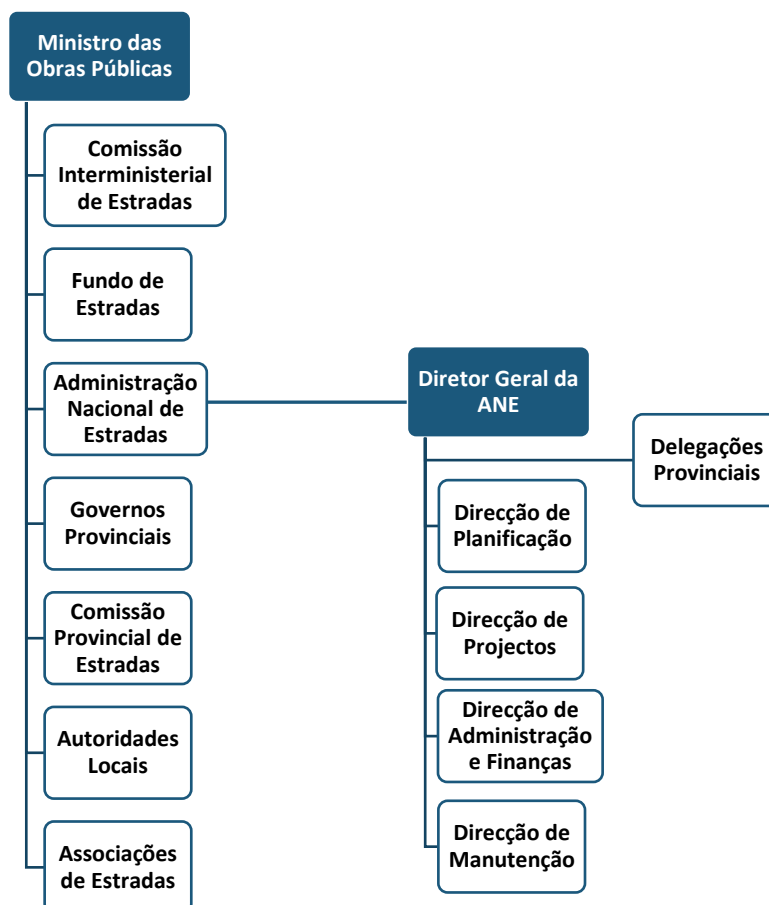 Ministro das
Obras Públicas
Comissão
Interministerial
de Estradas
Fundo de
Estradas
Administração
Nacional de
Estradas
Governos
Provinciais
Comissão
Provincial de
Estradas
Autoridades
Locais
Associações
de Estradas
Diretor Geral da
ANE
Delegações
Provinciais
Direcção de
Planificação
Direcção de
Projectos
Direcção de
Administração
e Finanças
Direcção de
Manutenção